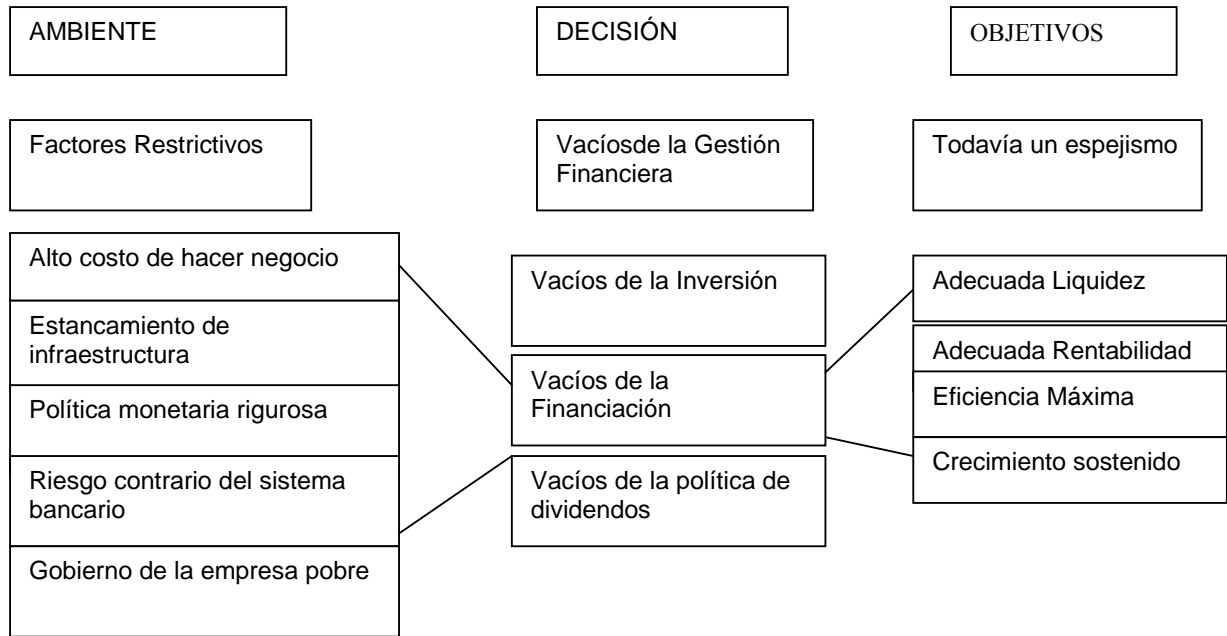 AMBIENTE
DECISIÓN
OBJETIVOS
Factores Restrictivos
Vacíosde la Gestión
Financiera
Todavía un espejismo
Alto costo de hacer negocio
Estancamiento de
infraestructura
Política monetaria rigurosa
Riesgo contrario del sistema
bancario
Gobierno de la empresa pobre
Vacíos de la Inversión
Vacíos de la
Financiación
Vacíos de la política de
dividendos
Adecuada Liquidez
Adecuada Rentabilidad
Eficiencia Máxima
Crecimiento sostenido